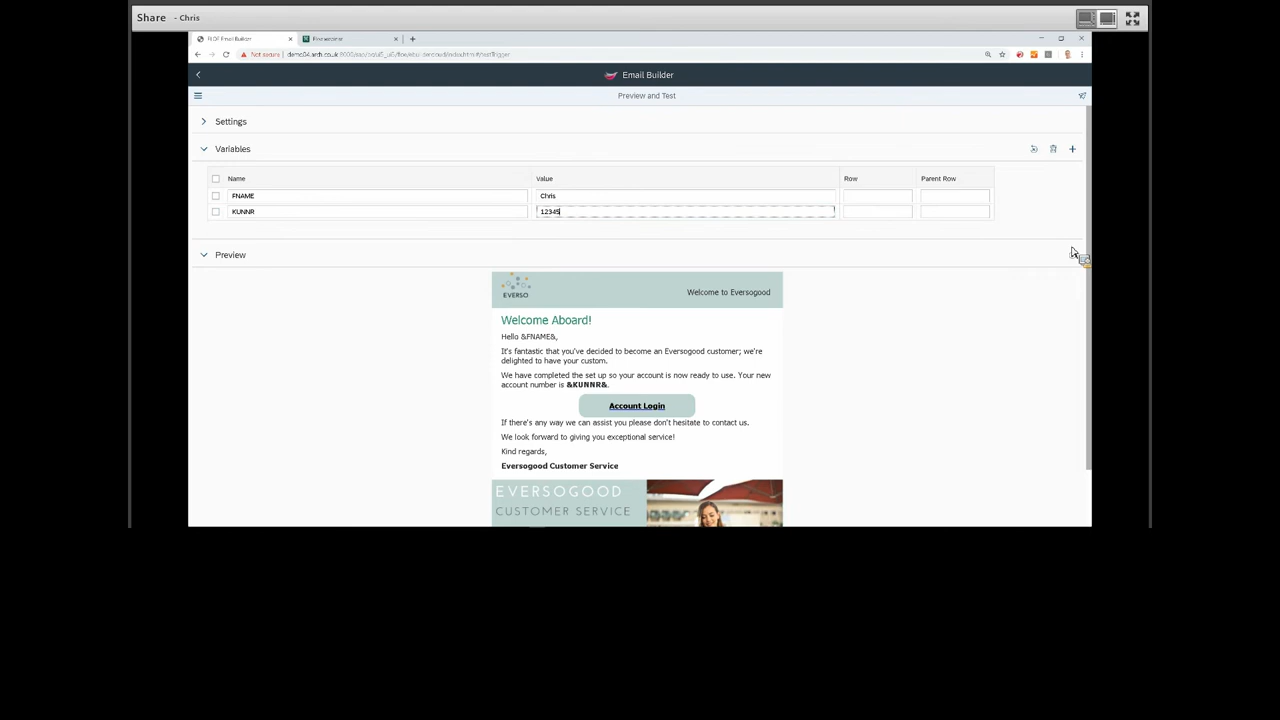 Share - Chris
FLOE Email Builder
Not secure
Email Builder
Preview and Test
Settings
Variables
Name Value Row Parent Row
FNAME Chris
KUNNR 12345
Preview
EVERSO
Welcome to Eversogood
Welcome Aboard!
Hello &FNAME&,
It's fantastic that you've decided to become an Eversogood customer; we're
delighted to have your custom.
We have completed the set up so your account is now ready to use. Your new
account number is &KUNNR&.
Account Login
If there's any way we can assist you please don't hesitate to contact us.
We look forward to giving you exceptional service!
Kind regards,
Eversogood Customer Service
EVERSOGOOD
CUSTOMER SERVICE